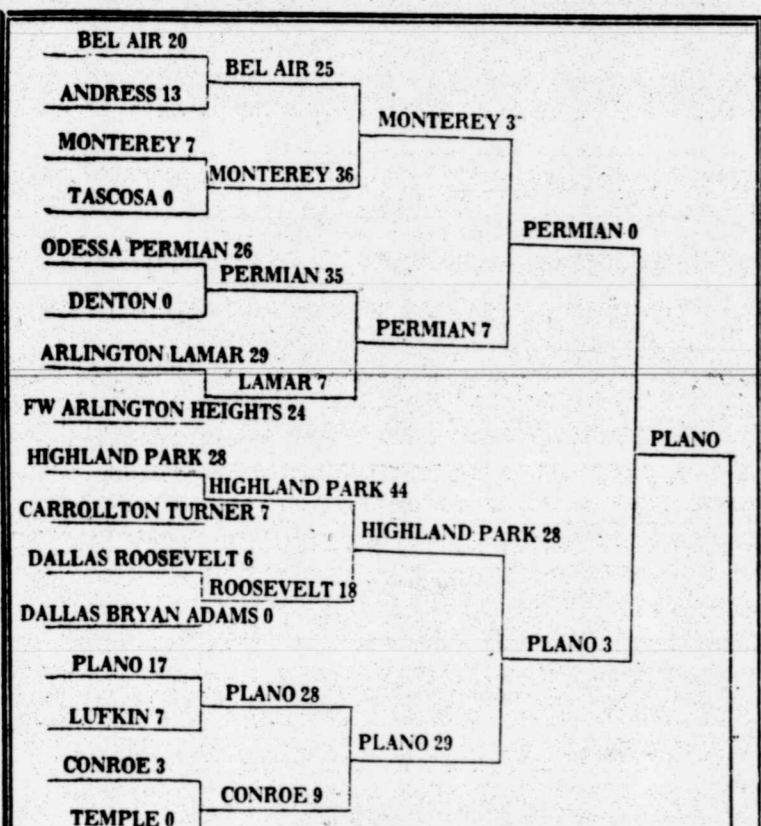 BEL AIR 20
BEL AIR 25
ANDRESS 13
MONTEREY 3
MONTEREY 7
MONTEREY 36
TASCOSA 0
PERMIAN 0
ODESSA PERMIAN 26
PERMIAN 35
DENTON 0
PERMIAN 7
ARLINGTON LAMAR 29
LAMAR 7
FW ARLINGTON HEIGHTS 24
PLANO
HIGHLAND PARK 28
HIGHLAND PARK 44
CARROLLTON TURNER 7
HIGHLAND PARK 28
DALLAS ROOSEVELT 6
ROOSEVELT 18
DALLAS BRYAN ADAMS 0
PLANO 3
PLANO 17
PLANO 28
LUFKIN 7
PLANO 29
CONROE 3
CONROE 9
TEMPLE 0